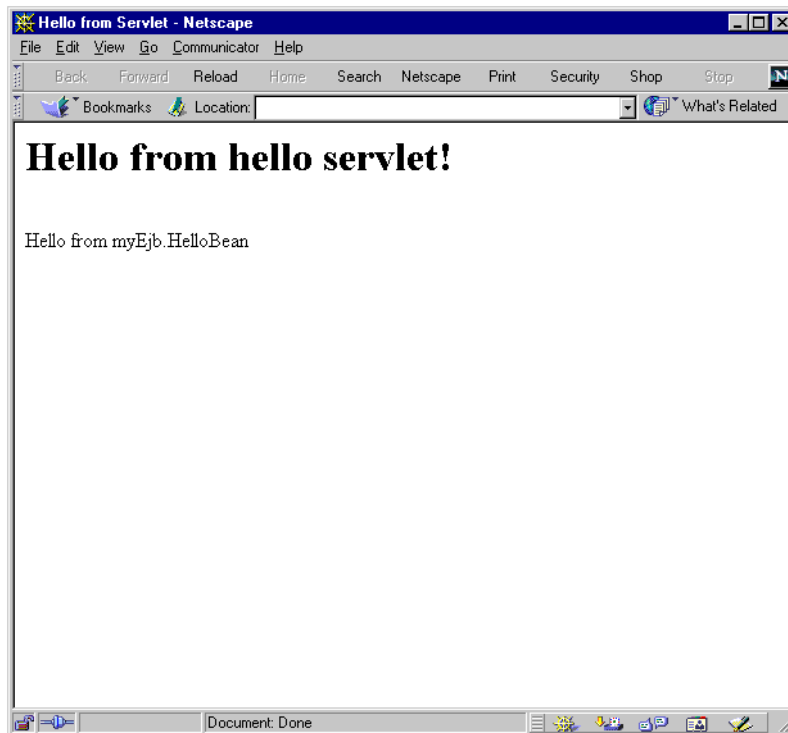 Hello from Servlet - Netscape
File Edit View Go Communicator Help
Back Forward Reload Home Search Netscape Print Security Shop Stop N
Bookmarks Location: What's Related
Hello from hello servlet!
Hello from myEjb.HelloBean
Document: Done